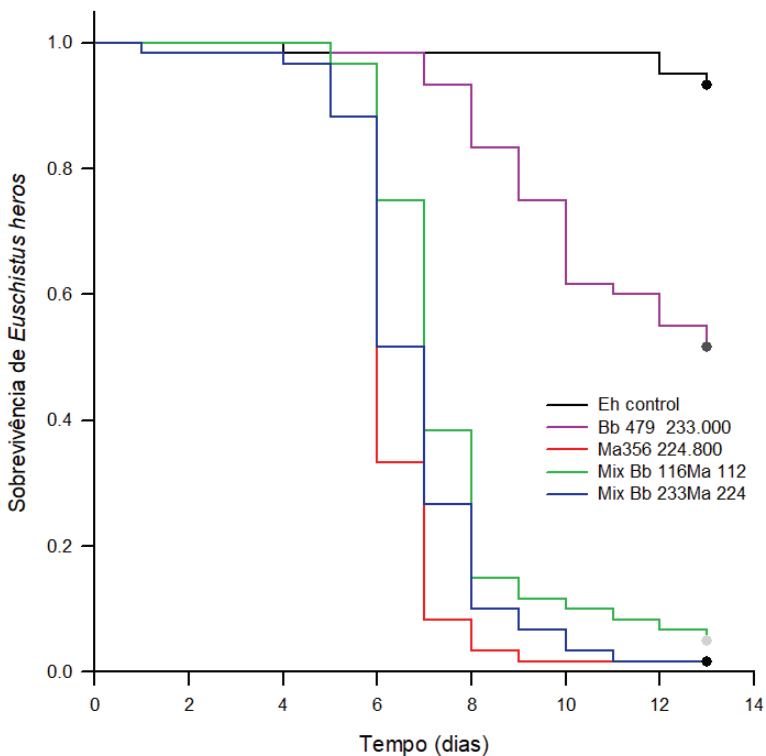 1.0
0.8
0.6
0.4
0.2
0.0
Sobrevivência de Euschistus heros
Eh control
Bb 479  233.000
Ma356 224.800
Mix Bb 116Ma 112
Mix Bb 233Ma 224
0 2 4 6 8 10 12 14
Tempo (dias)